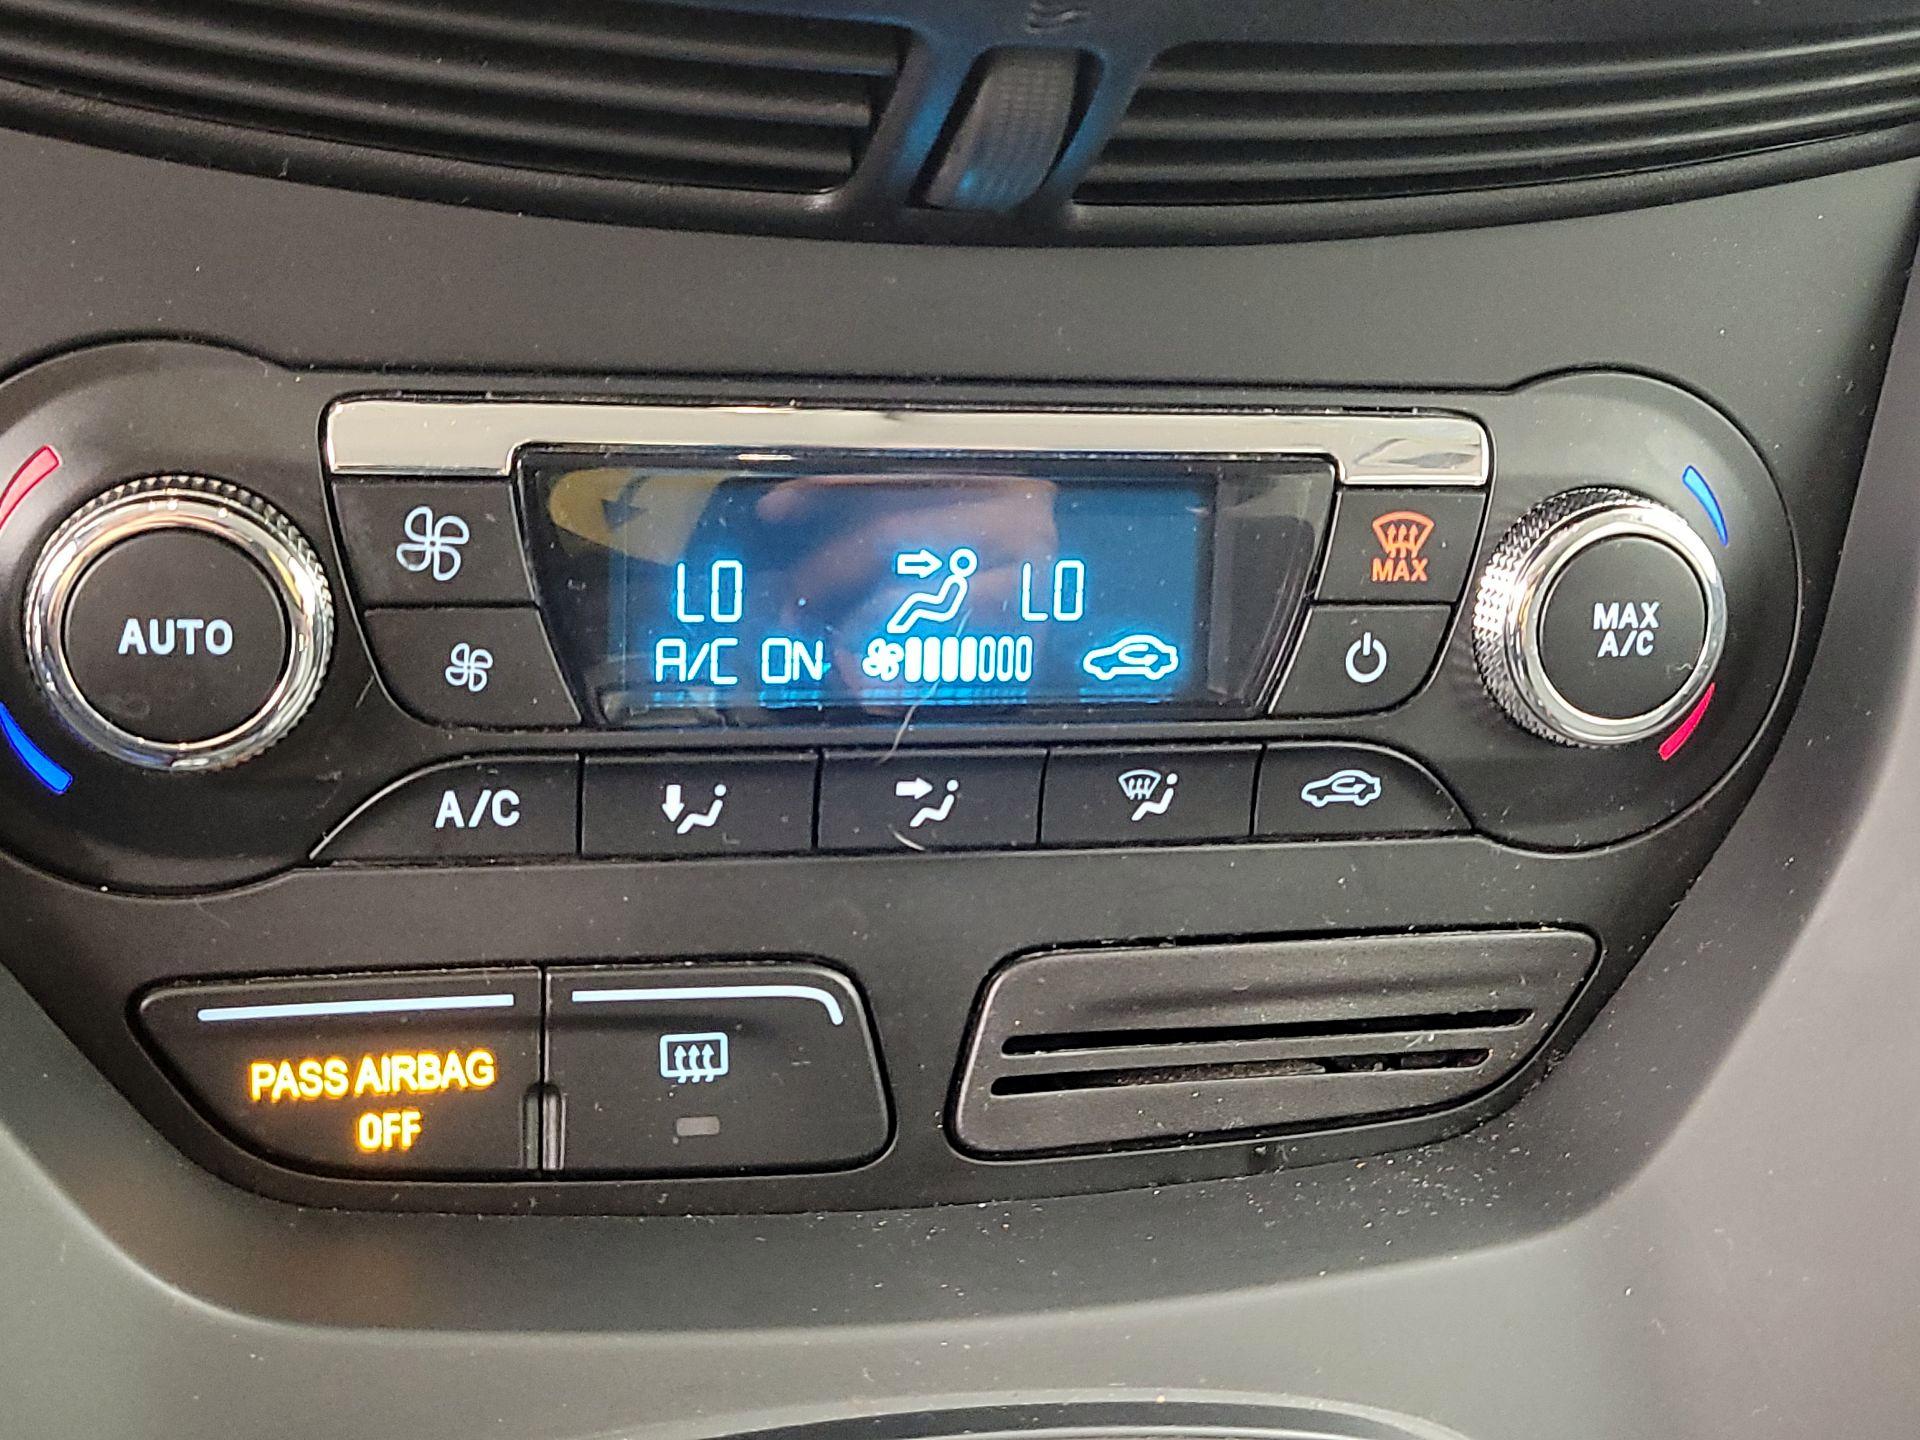 LO LO
A/C ON
MAX
AUTO
MAX
A/C
A/C
PASS AIRBAG
OFF